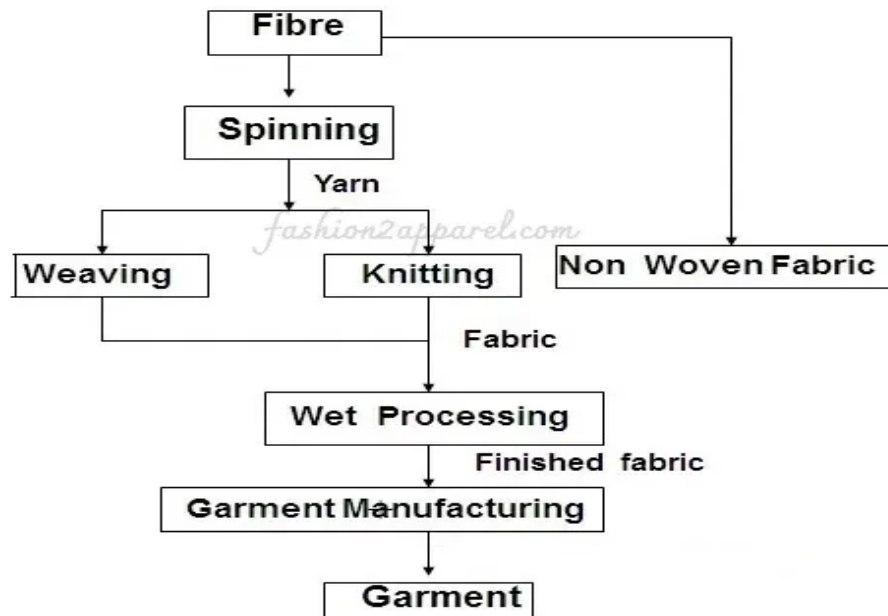 Fibre
Spinning
Yarn
fashion2apparel.com
Weaving
Knitting
Non Woven Fabric
Fabric
Wet Processing
Finished fabric
Garment Manufacturing
Garment